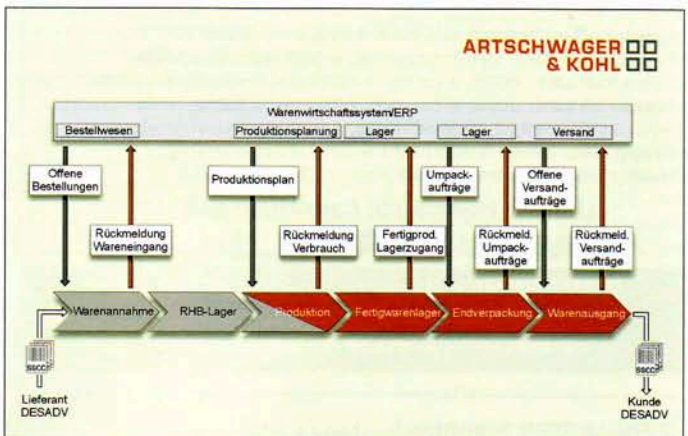 ARTSCHWAGER
& KOHL
Warenwirtschaftssystem/ERP
Bestellwesen
Produktionsplanung
Lager
Lager
Versand
Offene
Bestellungen
Produktionsplan
Umpack-
aufträge
Offene
Versand-
aufträge
Rückmeldung
Wareneingang
Rückmeldung
Verbrauch
Fertigprod.
Lagerzugang
Rückmeld.
Umpack-
aufträge
Rückmeld.
Versand-
aufträge
Warenannahme
RHB-Lager
Produktion
Fertigwarenlager
Endverpackung
Warenausgang
SSCC
SSCC
Lieferant
DESADV
Kunde
DESADV